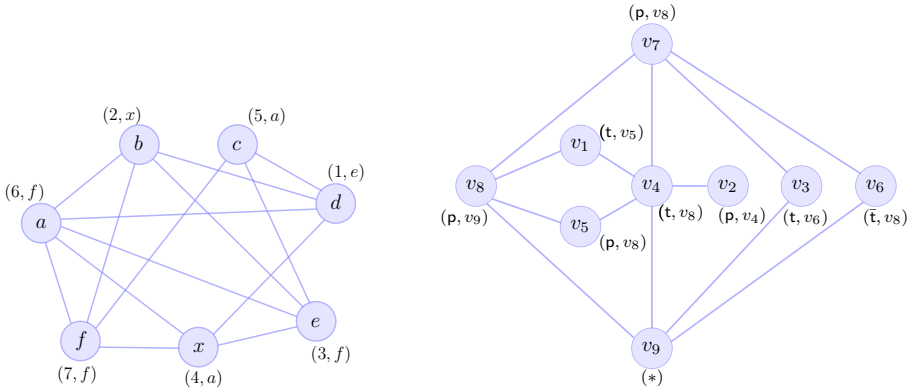 (p, v₈)
v₇
(2, x)
(5, a)
b
c
(t, v₅)
v₁
(1, e)
(6, f)
a
d
v₈
v₄
v₂
v₃
v₆
(p, v₉)
(t, v₈)
(p, v₄)
(t, v₆)
(t̄, v₈)
v₅
(p, v₈)
f
x
e
(7, f)
(4, a)
(3, f)
v₉
(∗)